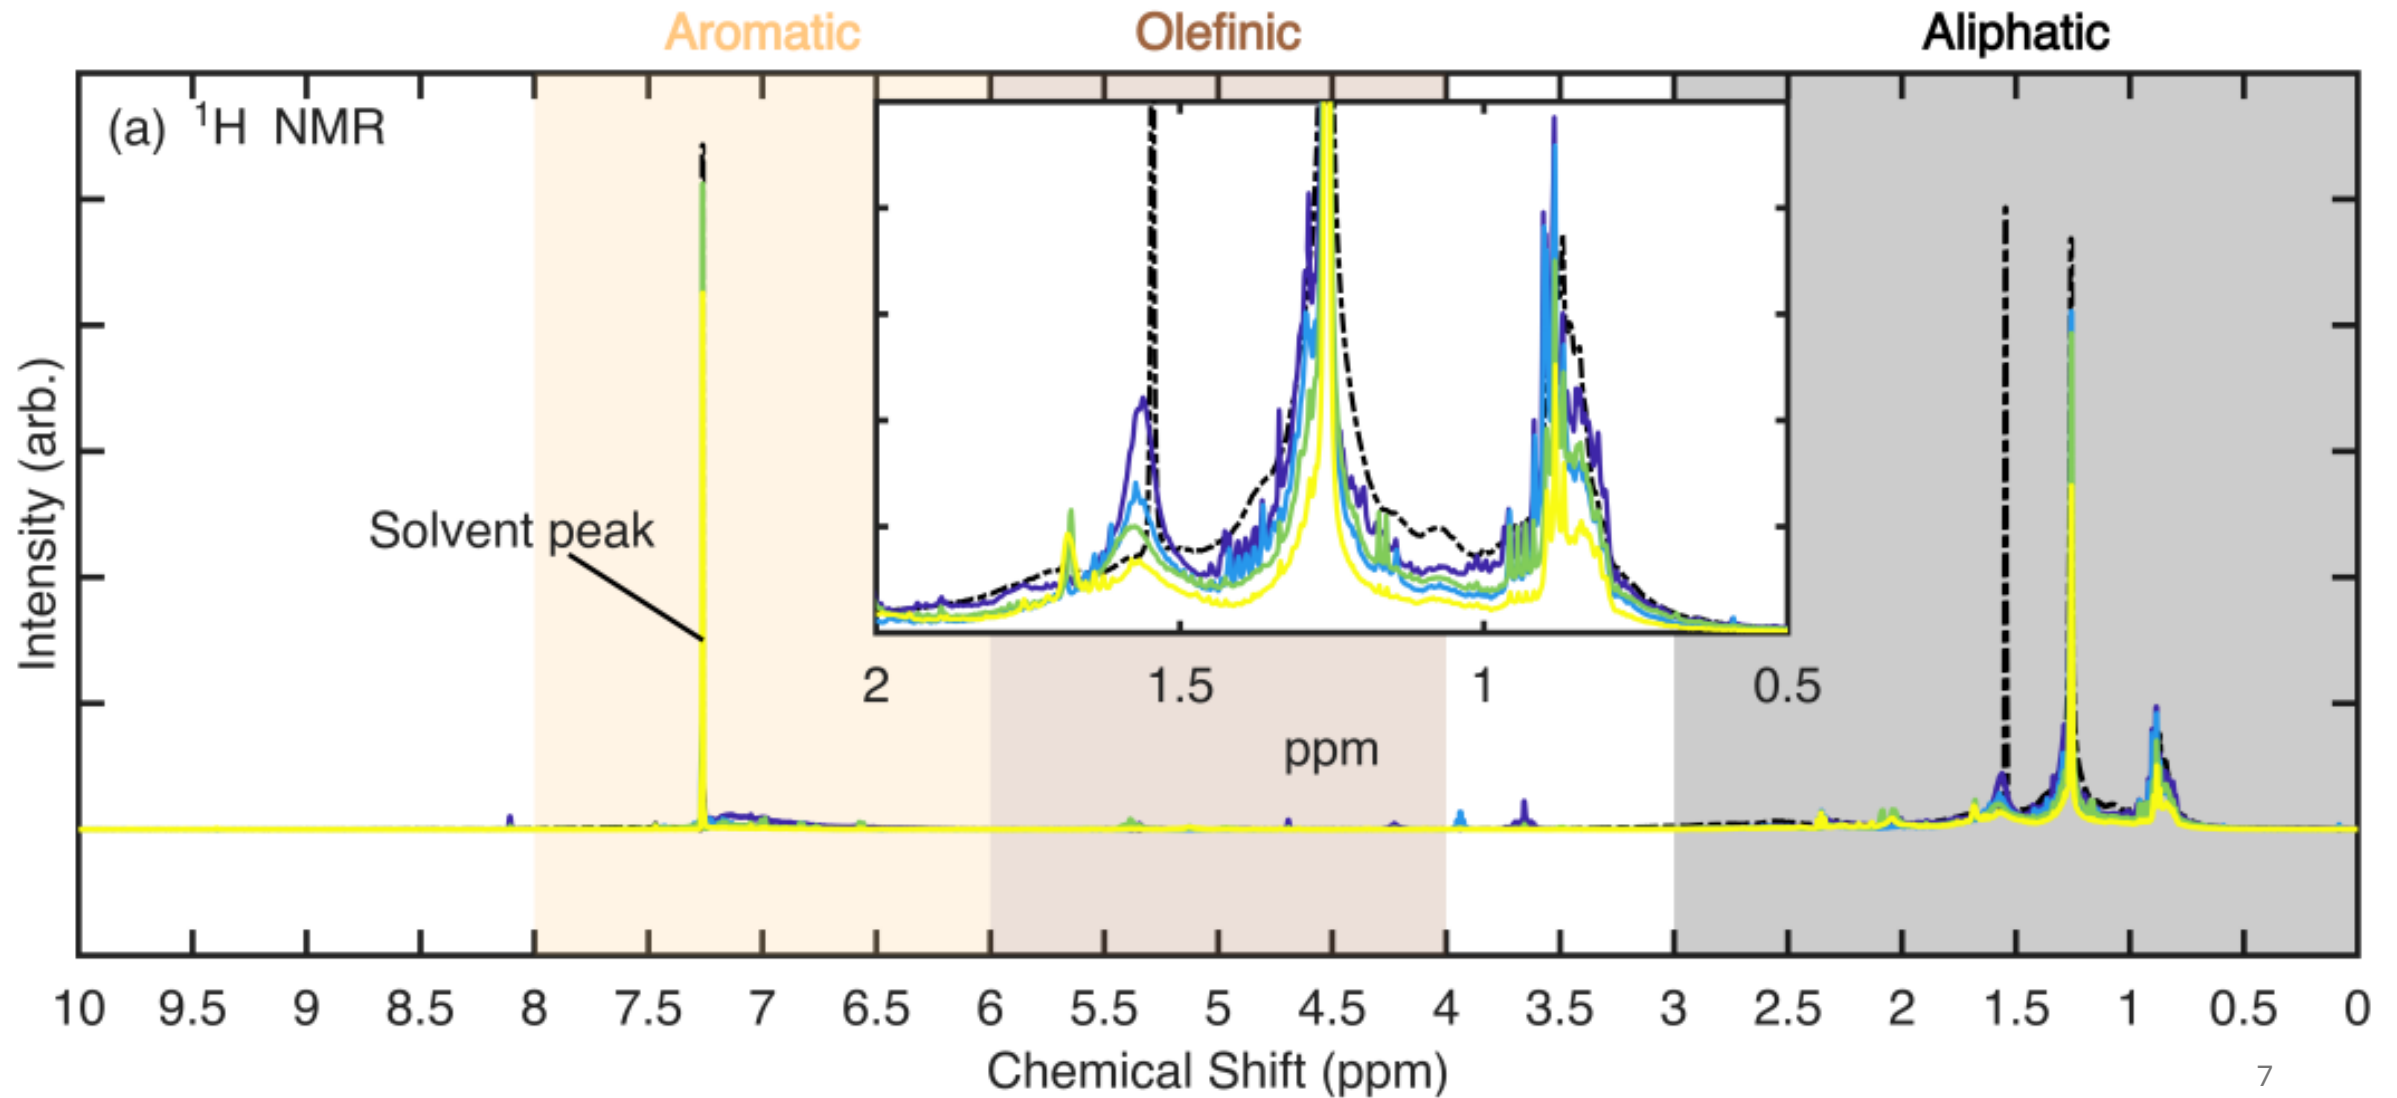 Aromatic Olefinic Aliphatic
(a) ¹H NMR
Solvent peak
Intensity (arb.)
2 1.5 1 0.5
ppm
10 9.5 9 8.5 8 7.5 7 6.5 6 5.5 5 4.5 4 3.5 3 2.5 2 1.5 1 0.5 0
Chemical Shift (ppm)
7